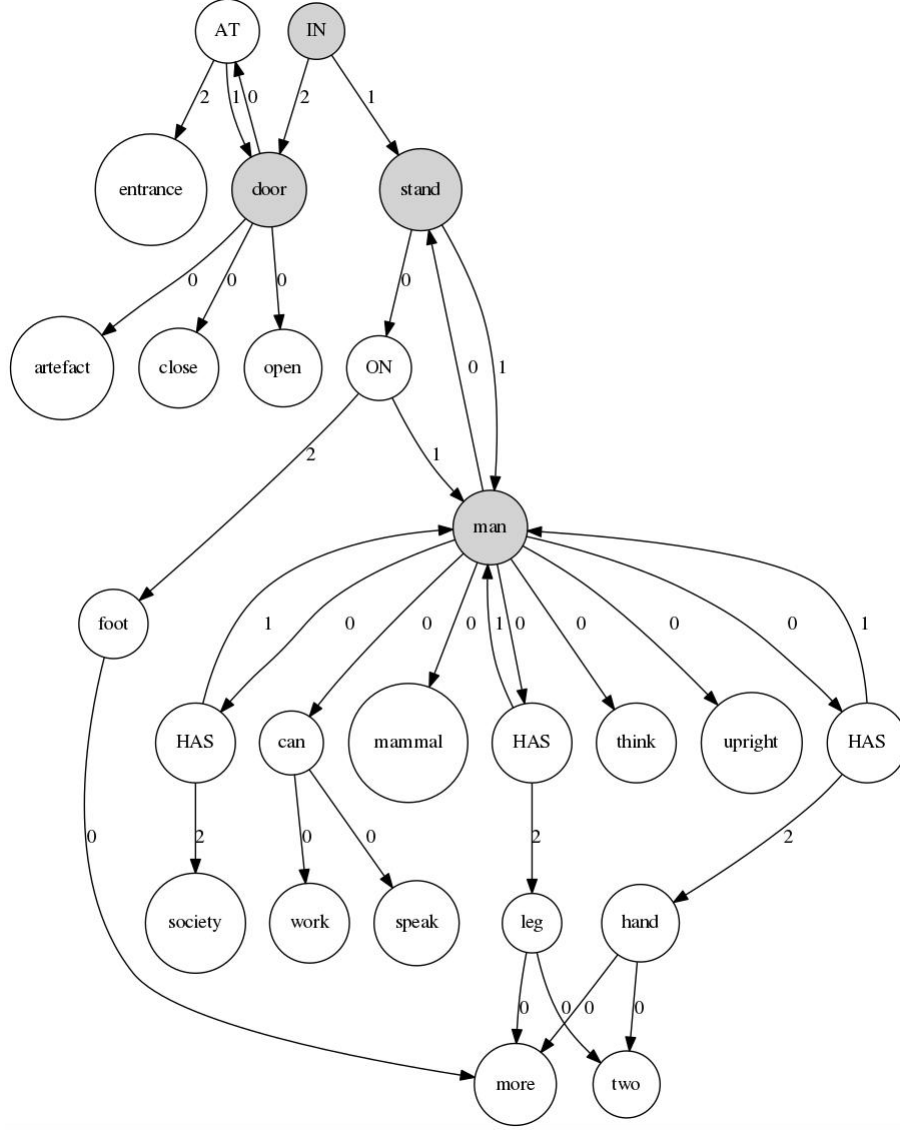 AT IN
2 1 0 2 1
entrance door stand
0 0 0 0
artefact close open ON 0 1
2 1
man
foot 1 0 0 0 1 0 0 0 0 1
HAS can mammal HAS think upright HAS
0 2 0 0 2 2
society work speak leg hand
0 0 0 0
more two